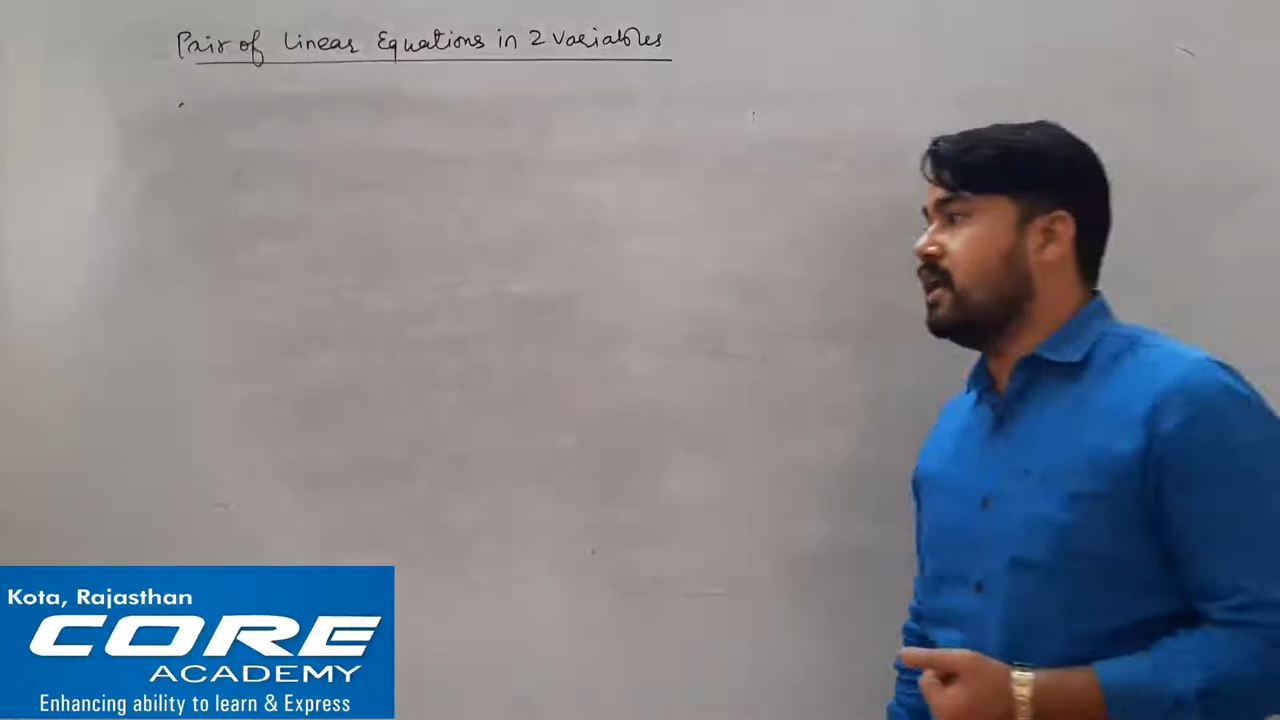 Pair of Linear Equations in 2 variables
Kota, Rajasthan
CORE
ACADEMY
Enhancing ability to learn & Express